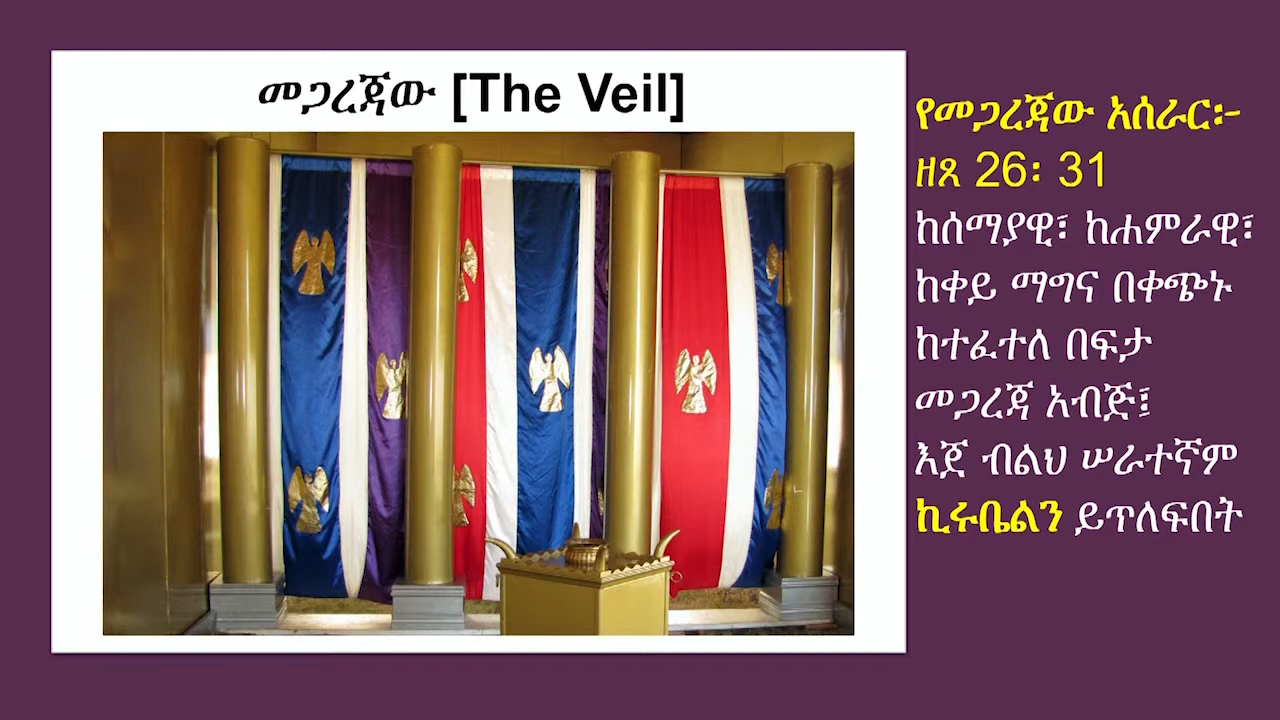 መጋረጃው [The Veil]
የመጋረጃው አሰራር፡-
ዘጸ 26፡ 31
ከሰማያዊ፣ ከሐምራዊ፣
ከቀይ ማግና በቀጭኑ
ከተፈተለ በፍታ
መጋረጃ አብጅ፤
እጀ ብልህ ሠራተኛም
ኪሩቤልን ይጥለፍበት